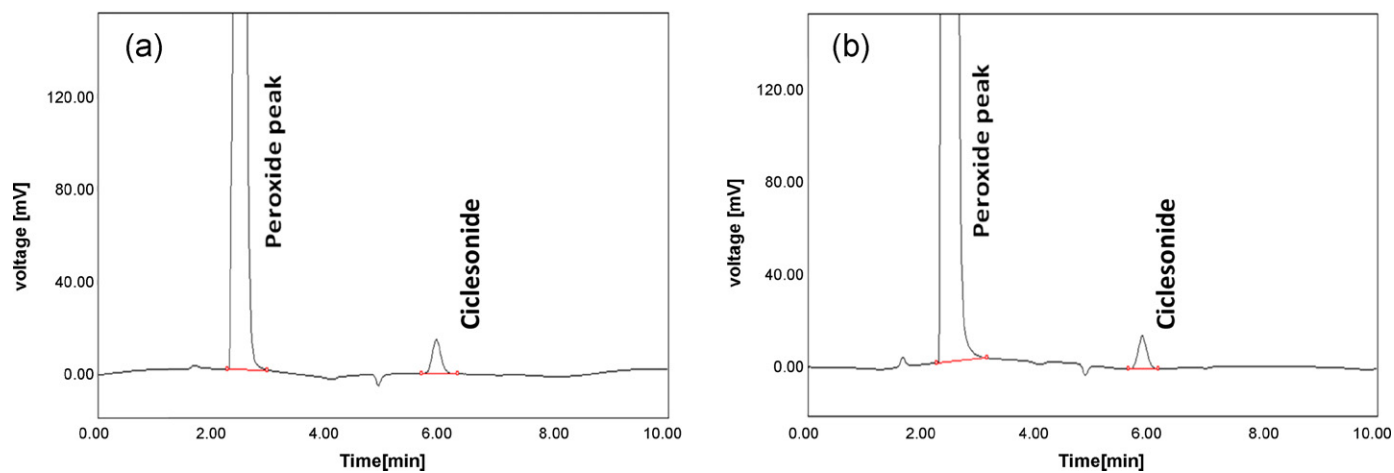 (a)
120.00
80.00
40.00
0.00
voltage [mV]
Peroxide peak
Ciclesonide
0.00 2.00 4.00 6.00 8.00 10.00
Time[min]
(b)
120.00
80.00
40.00
0.00
voltage [mV]
Peroxide peak
Ciclesonide
0.00 2.00 4.00 6.00 8.00 10.00
Time[min]